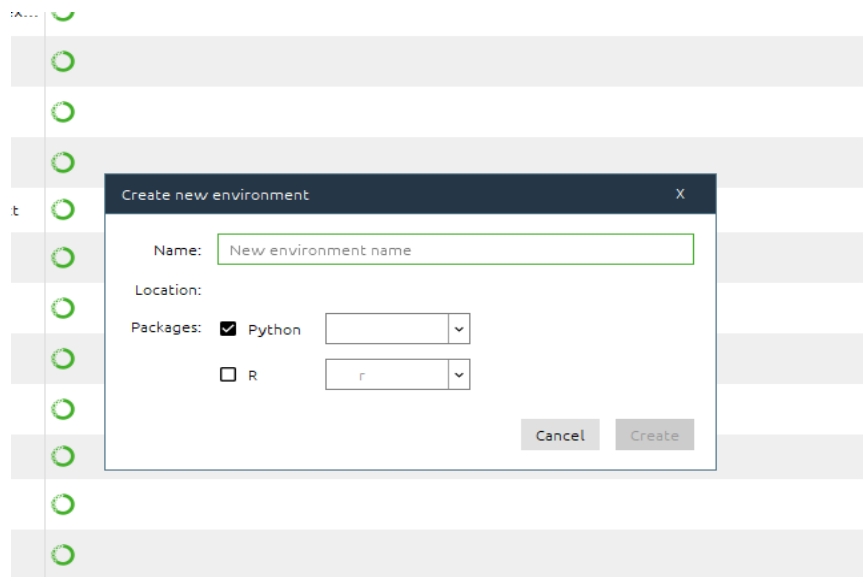 Create new environment X
Name: New environment name
Location:
Packages: Python
R r
Cancel Create